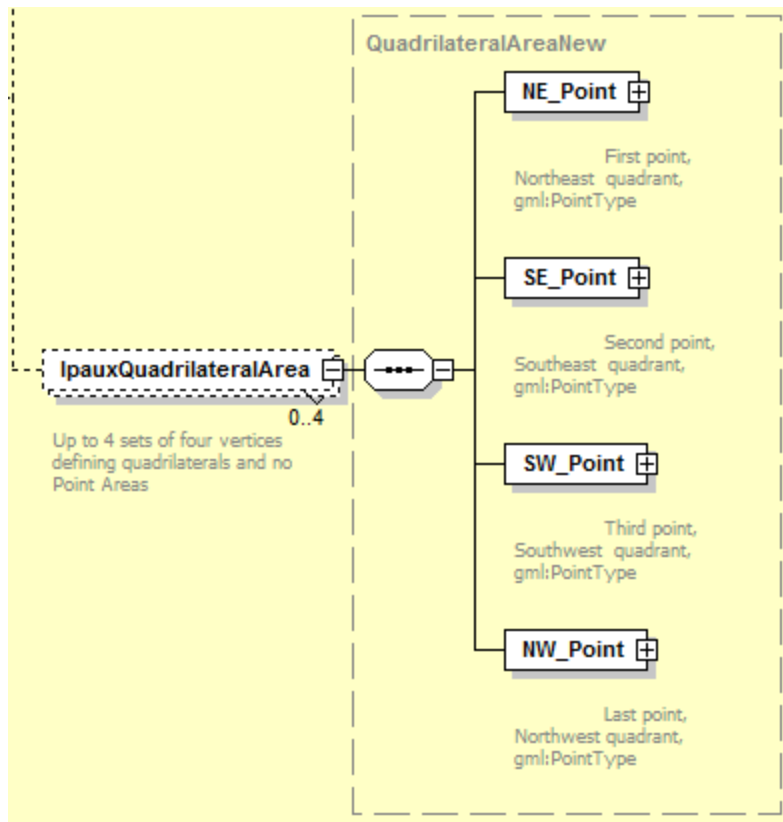 QuadrilateralAreaNew
NE_Point
First point,
Northeast quadrant,
gml:PointType
SE_Point
Second point,
Southeast quadrant,
gml:PointType
IpauxQuadrilateralArea
0..4
Up to 4 sets of four vertices
defining quadrilaterals and no
Point Areas
SW_Point
Third point,
Southwest quadrant,
gml:PointType
NW_Point
Last point,
Northwest quadrant,
gml:PointType